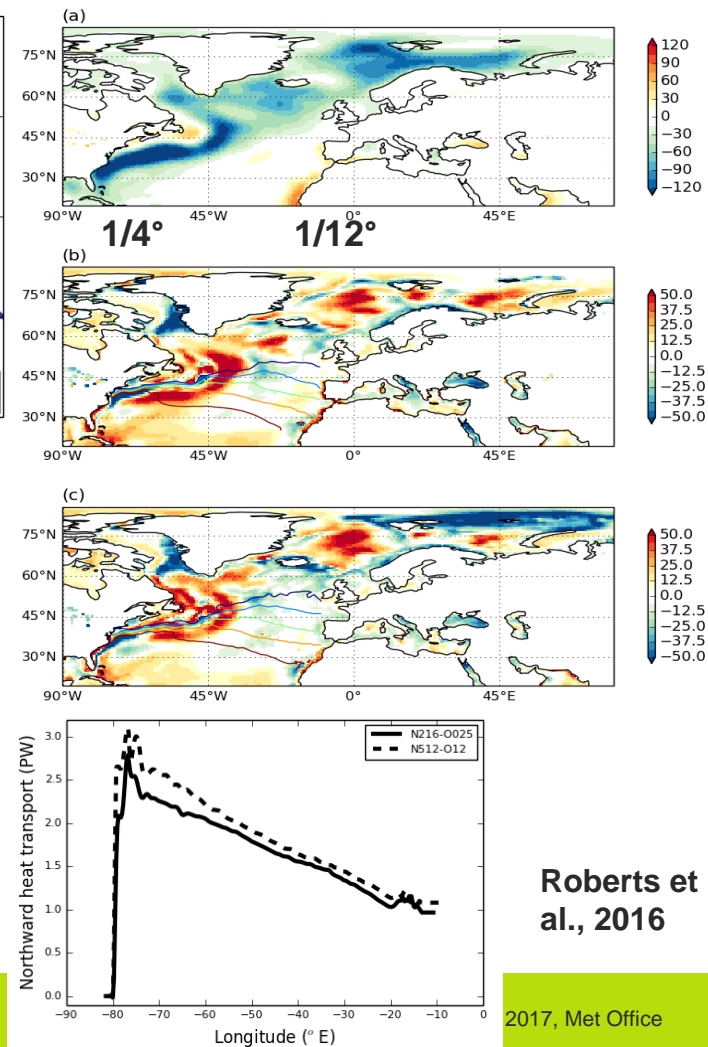 (a)
75°N
60°N
45°N
30°N
90°W 45°W 0° 45°E
120
90
60
30
0
−30
−60
−90
−120
1/4° 1/12°
(b)
75°N
60°N
45°N
30°N
90°W 45°W 0° 45°E
50.0
37.5
25.0
12.5
0.0
−12.5
−25.0
−37.5
−50.0
(c)
75°N
60°N
45°N
30°N
90°W 45°W 0° 45°E
50.0
37.5
25.0
12.5
0.0
−12.5
−25.0
−37.5
−50.0
Northward heat transport (PW)
3.0
2.5
2.0
1.5
1.0
0.5
0.0
N216-O025
N512-O12
−90 −80 −70 −60 −50 −40 −30 −20 −10 0
Longitude (° E)
Roberts et
al., 2016
2017, Met Office